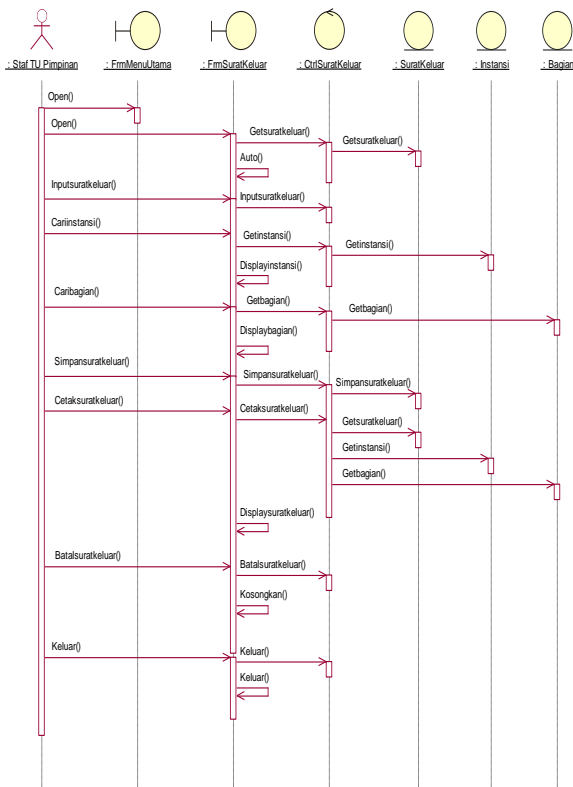 : Staf TU Pimpinan : FrmMenuUtama : FrmSuratKeluar : CtrlSuratKeluar : SuratKeluar : Instansi : Bagian
Open()
Open()
Getsuratkeluar()
Getsuratkeluar()
Auto()
Inputsuratkeluar()
Inputsuratkeluar()
Cariinstansi()
Getinstansi()
Getinstansi()
Displayinstansi()
Caribagian()
Getbagian()
Getbagian()
Displaybagian()
Simpansuratkeluar()
Simpansuratkeluar()
Simpansuratkeluar()
Cetaksuratkeluar()
Cetaksuratkeluar()
Getsuratkeluar()
Getinstansi()
Getbagian()
Displaysuratkeluar()
Batalsuratkeluar()
Batalsuratkeluar()
Kosongkan()
Keluar()
Keluar()
Keluar()